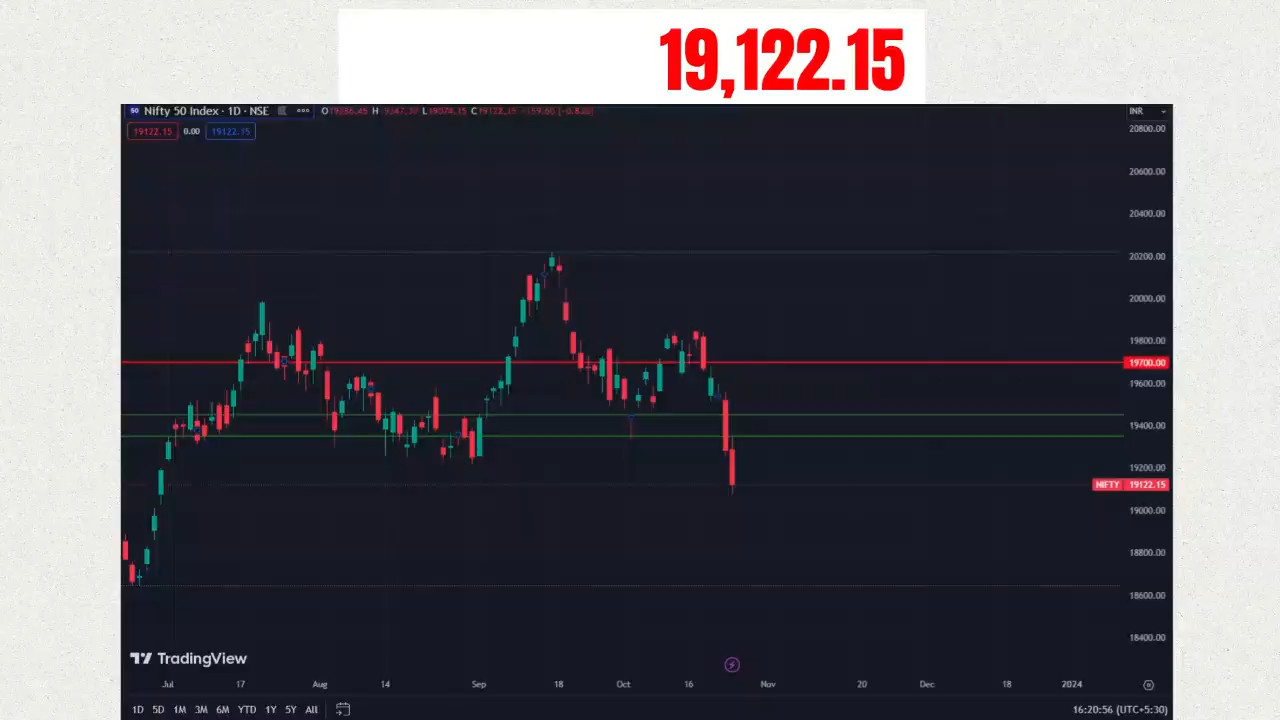 19,122.15
50 Nifty 50 Index · 1D · NSE
INR
19122.15 0.00 19122.15
20800.00
20600.00
20400.00
20200.00
20000.00
19800.00
19700.00
19600.00
19400.00
19200.00
NIFTY 19122.15
19000.00
18800.00
18600.00
18400.00
TradingView
Jul 17 Aug 14 Sep 18 Oct 16 Nov 20 Dec 18 2024
1D 5D 1M 3M 6M YTD 1Y 5Y All 16:20:56 (UTC+5:30)